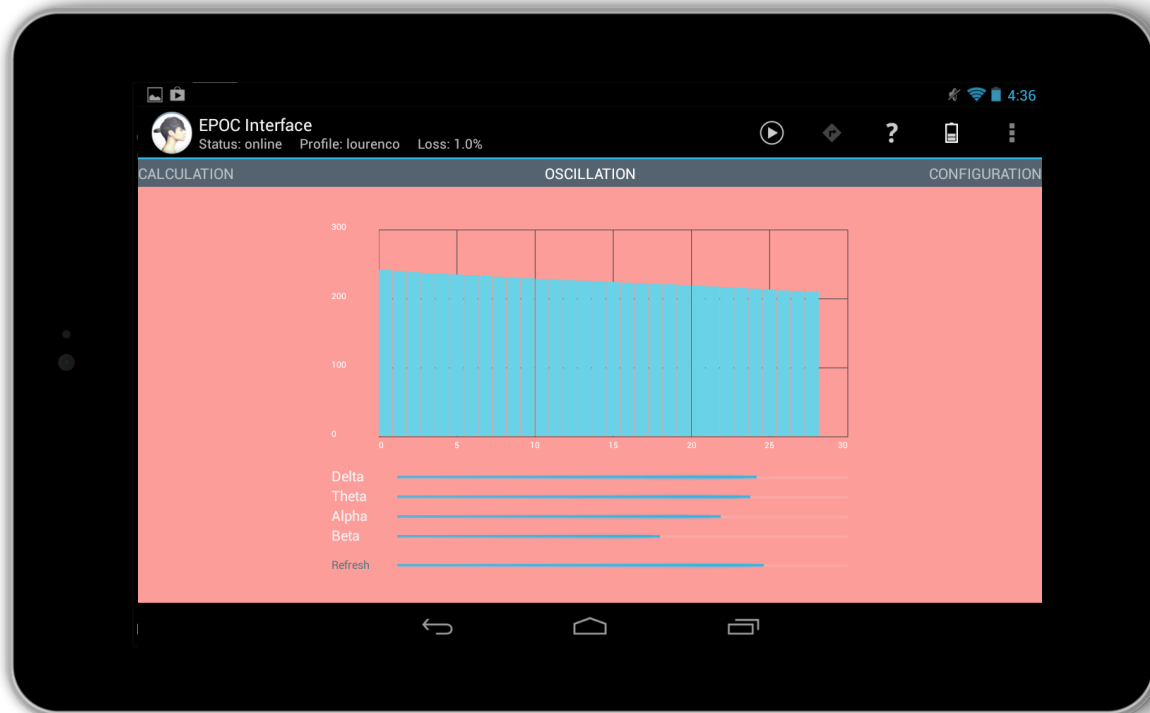 4:36
EPOC Interface
Status: online Profile: lourenco Loss: 1.0%
?
CALCULATION OSCILLATION CONFIGURATION
300
200
100
0
0 5 10 15 20 25 30
Delta
Theta
Alpha
Beta
Refresh